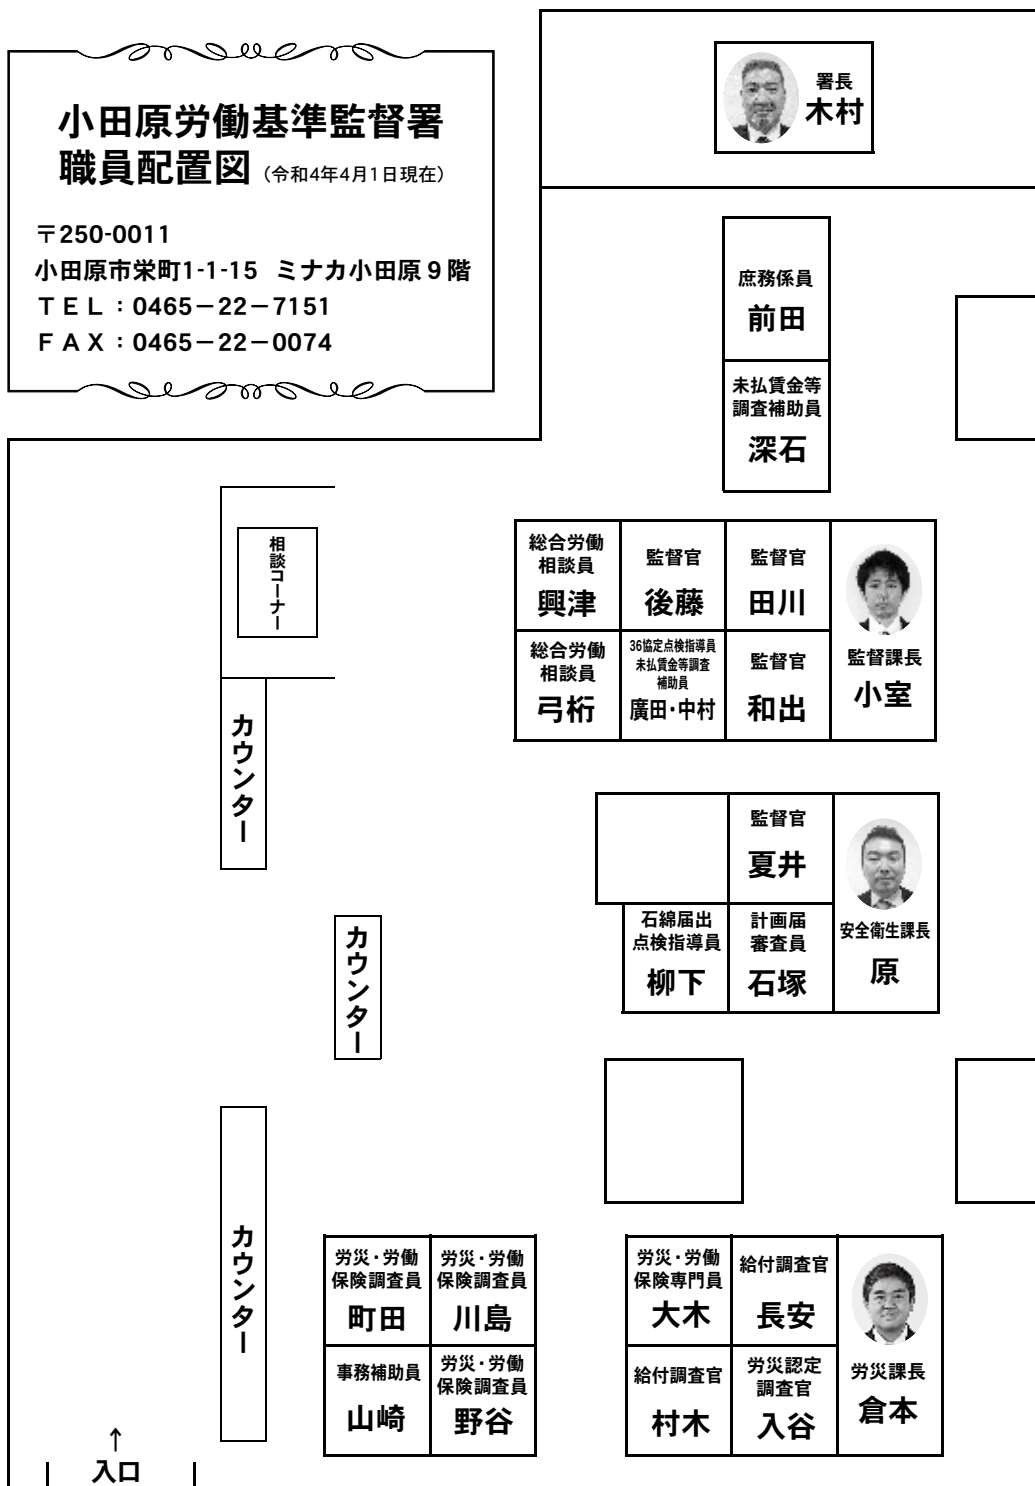 小田原労働基準監督署
職員配置図（令和4年4月1日現在）
〒250-0011
小田原市栄町1-1-15 ミナカ小田原９階
ＴＥＬ：0465－22－7151
ＦＡＸ：0465－22－0074
署長
木村
庶務係員
前田
未払賃金等
調査補助員
深石
相談コーナー
総合労働
相談員
興津
監督官
後藤
監督官
田川
監督課長
小室
総合労働
相談員
弓桁
36協定点検指導員
未払賃金等調査
補助員
廣田・中村
監督官
和出
カウンター
監督官
夏井
安全衛生課長
原
石綿届出
点検指導員
柳下
計画届
審査員
石塚
カウンター
カウンター
労災・労働
保険調査員
町田
労災・労働
保険調査員
川島
事務補助員
山崎
労災・労働
保険調査員
野谷
労災・労働
保険専門員
大木
給付調査官
長安
労災課長
倉本
給付調査官
村木
労災認定
調査官
入谷
↑
入口